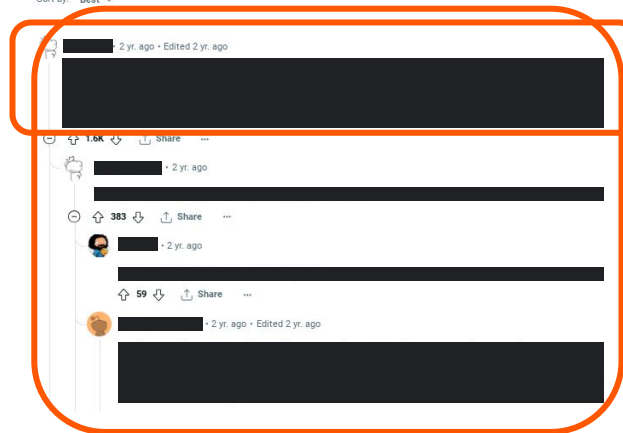 Sort by: Best
• 2 yr. ago • Edited 2 yr. ago
1.6K Share ...
• 2 yr. ago
383 Share ...
• 2 yr. ago
59 Share ...
• 2 yr. ago • Edited 2 yr. ago